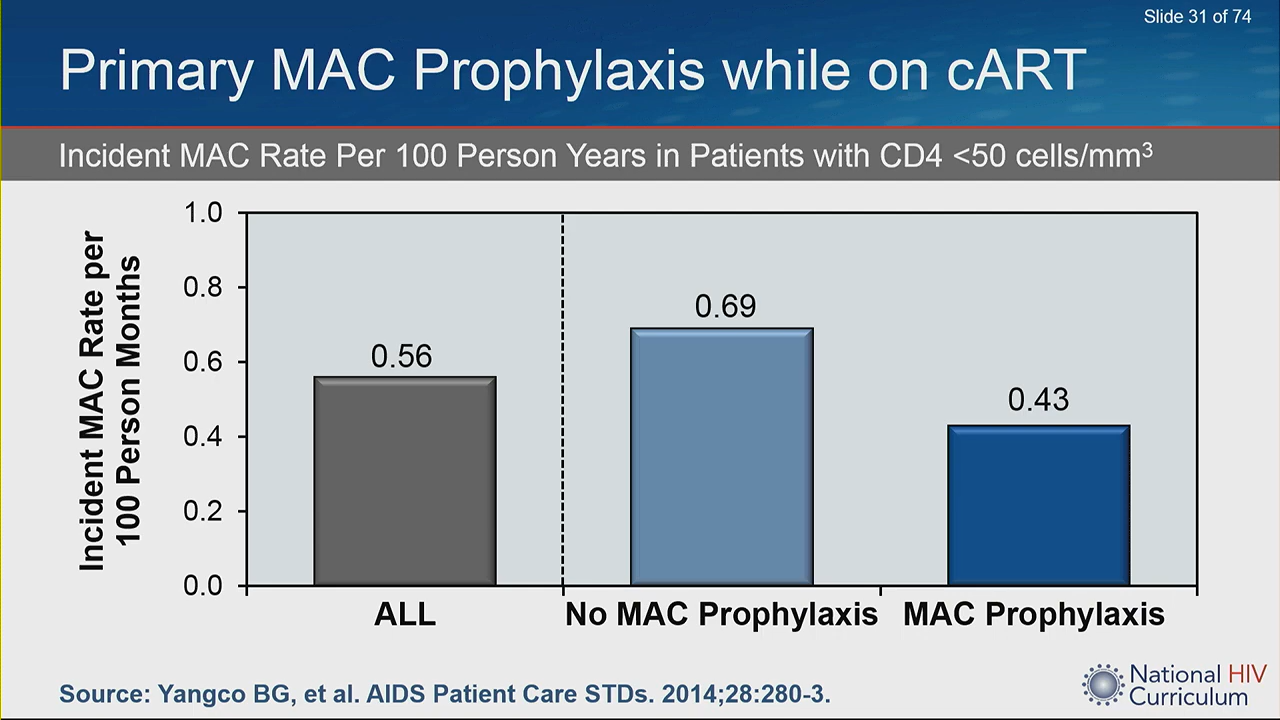 Slide 31 of 74
Primary MAC Prophylaxis while on cART
Incident MAC Rate Per 100 Person Years in Patients with CD4 <50 cells/mm³
Incident MAC Rate per
100 Person Months
1.0
0.8
0.6
0.4
0.2
0.0
0.56
0.69
0.43
ALL
No MAC Prophylaxis
MAC Prophylaxis
Source: Yangco BG, et al. AIDS Patient Care STDs. 2014;28:280-3.
National HIV
Curriculum